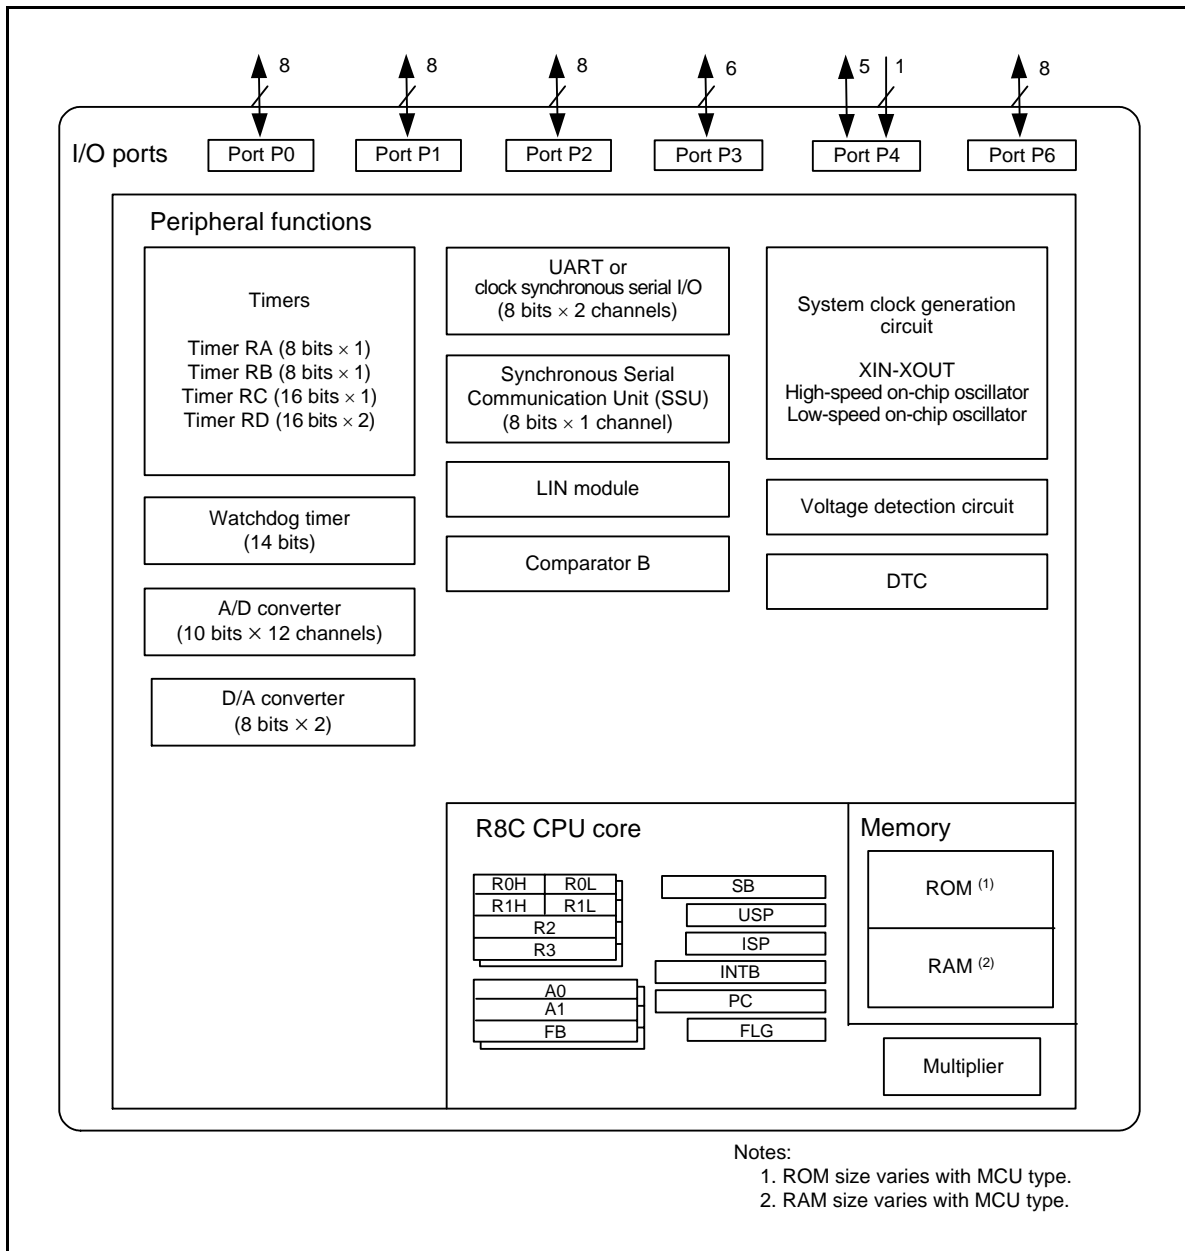 8 8 8 6 5 1 8
I/O ports
Port P0
Port P1
Port P2
Port P3
Port P4
Port P6
Peripheral functions
Timers
Timer RA (8 bits × 1)
Timer RB (8 bits × 1)
Timer RC (16 bits × 1)
Timer RD (16 bits × 2)
Watchdog timer
(14 bits)
A/D converter
(10 bits × 12 channels)
D/A converter
(8 bits × 2)
UART or
clock synchronous serial I/O
(8 bits × 2 channels)
Synchronous Serial
Communication Unit (SSU)
(8 bits × 1 channel)
LIN module
Comparator B
System clock generation
circuit
XIN-XOUT
High-speed on-chip oscillator
Low-speed on-chip oscillator
Voltage detection circuit
DTC
R8C CPU core
R0H R0L
R1H R1L
R2
R3
A0
A1
FB
SB
USP
ISP
INTB
PC
FLG
Memory
ROM (1)
RAM (2)
Multiplier
Notes:
1. ROM size varies with MCU type.
2. RAM size varies with MCU type.